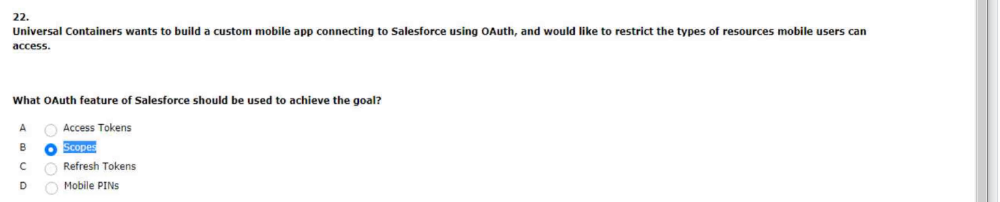 22.
Universal Containers wants to build a custom mobile app connecting to Salesforce using OAuth, and would like to restrict the types of resources mobile users can
access.
What OAuth feature of Salesforce should be used to achieve the goal?
A Access Tokens
B Scopes
C Refresh Tokens
D Mobile PINs